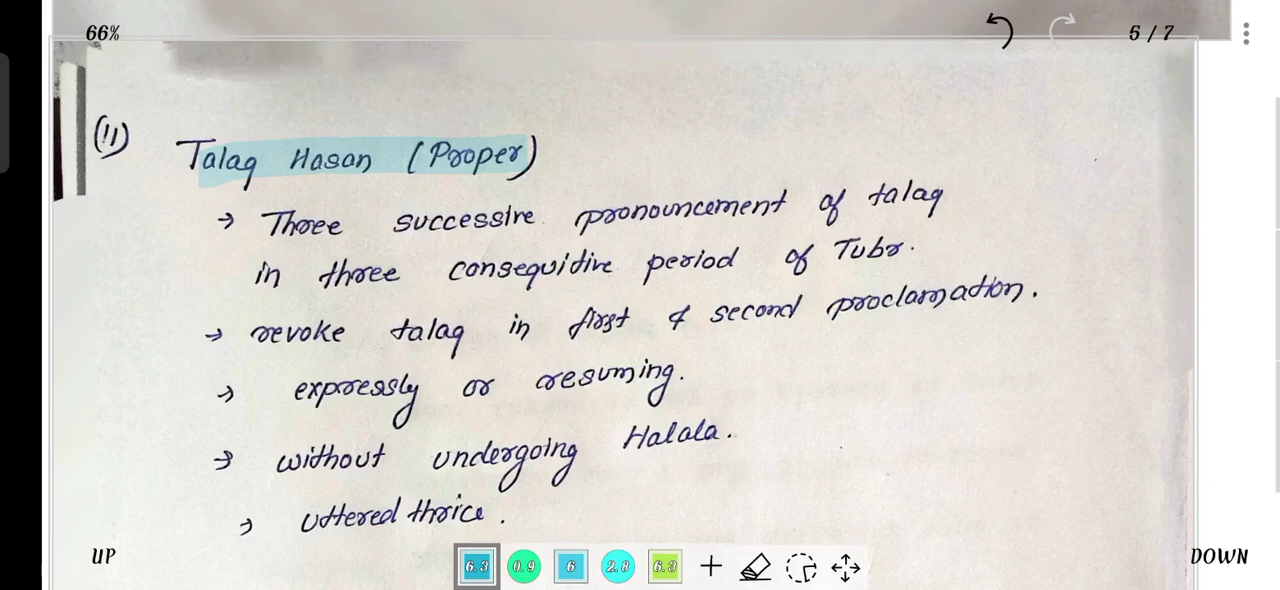 66%
5 / 7
(11) Talaq Hasan (Proper)
→ Three successive pronouncement of talaq
in three consequitive period of Tuhr.
→ revoke talaq in first & second proclamation.
→ expressly or resuming.
→ without undergoing Halala.
→ uttered thrice.
UP
6.3 0.9 6 2.8 6.3
DOWN